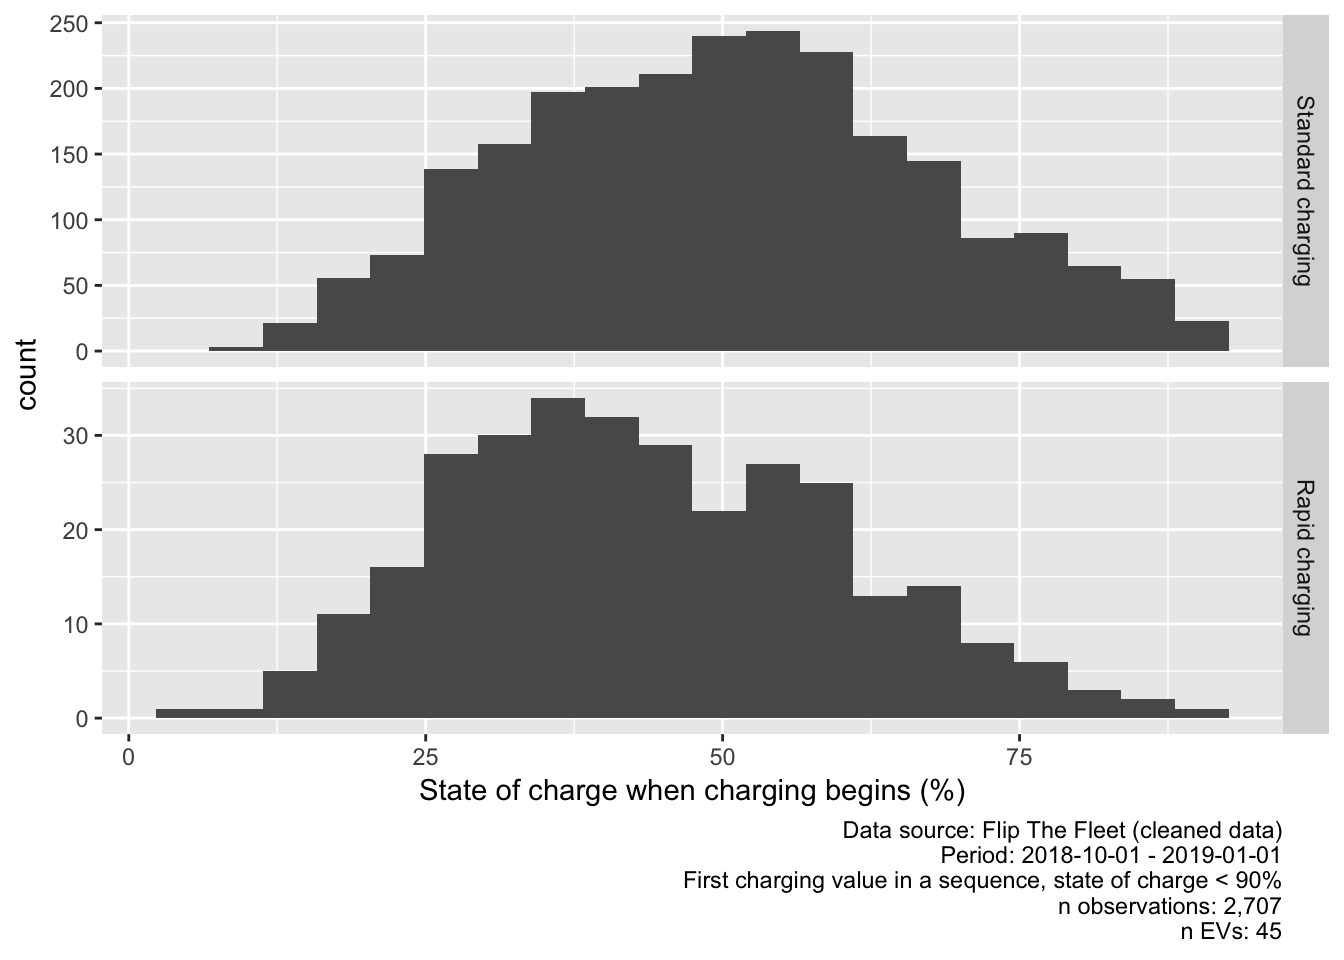 250
200
150
100
50
0
Standard charging
count
30
20
10
0
Rapid charging
0 25 50 75
State of charge when charging begins (%)
Data source: Flip The Fleet (cleaned data)
Period: 2018-10-01 - 2019-01-01
First charging value in a sequence, state of charge < 90%
n observations: 2,707
n EVs: 45